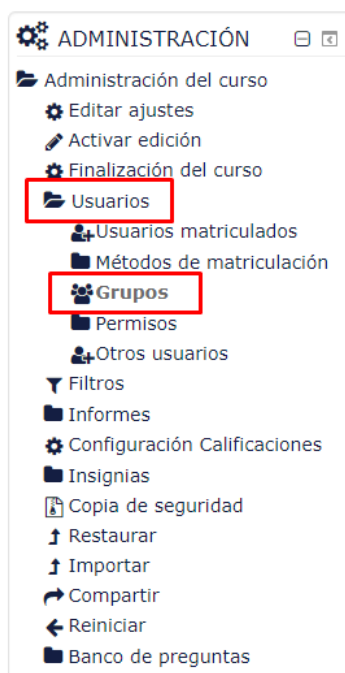 ADMINISTRACIÓN
Administración del curso
Editar ajustes
Activar edición
Finalización del curso
Usuarios
Usuarios matriculados
Métodos de matriculación
Grupos
Permisos
Otros usuarios
Filtros
Informes
Configuración Calificaciones
Insignias
Copia de seguridad
Restaurar
Importar
Compartir
Reiniciar
Banco de preguntas